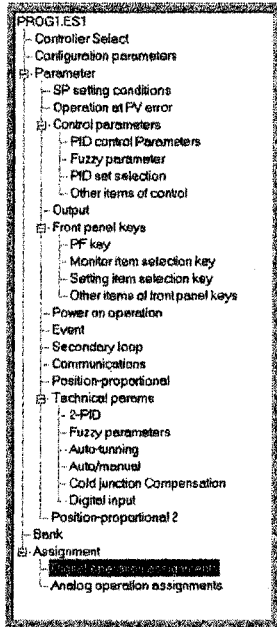 PROG1.ES1
Controller Select
Configuration parameters
Parameter
SP setting conditions
Operation at PV error
Control parameters
PID control Parameters
Fuzzy parameter
PID set selection
Other items of control
Output
Front panel keys
PF key
Monitor item selection key
Setting item selection key
Other items of front panel keys
Power on operation
Event
Secondary loop
Communications
Position-proportional
Technical params
2-PID
Fuzzy parameters
Auto-tunning
Auto/manual
Cold junction Compensation
Digital input
Position-proportional 2
Bank
Assignment
Digital operation assignments
Analog operation assignments